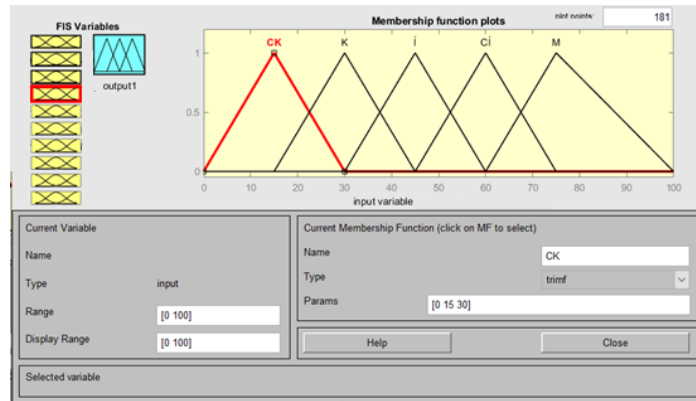 FIS Variables
output1
Membership function plots
plot points:
181
CK
K
İ
Cİ
M
1
0.5
0
0
10
20
30
40
50
60
70
80
90
100
input variable
Current Variable
Name
Type
input
Range
[0 100]
Display Range
[0 100]
Current Membership Function (click on MF to select)
Name
CK
Type
trimf
Params
[0 15 30]
Help
Close
Selected variable